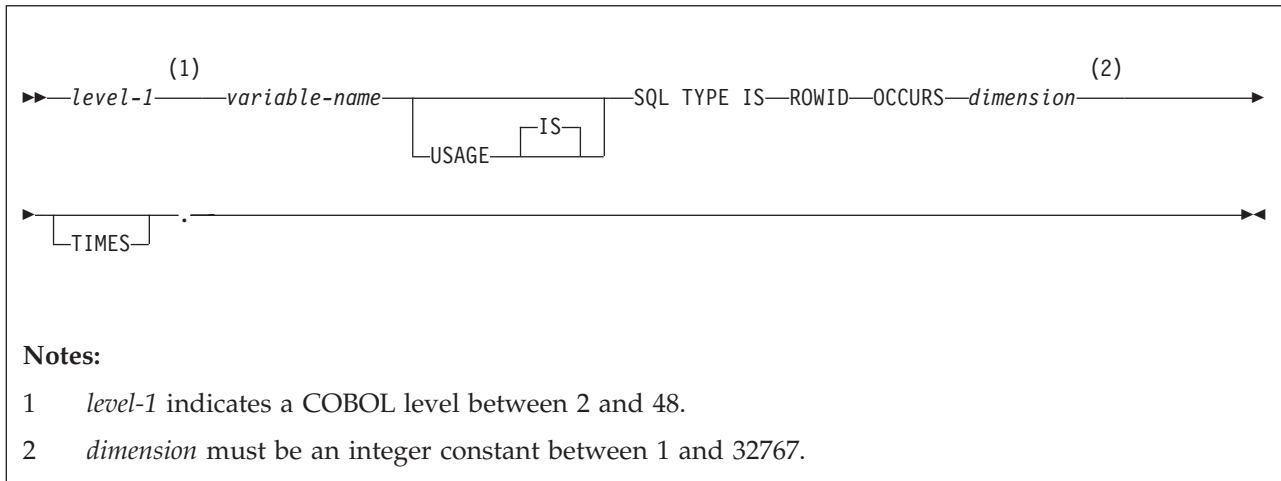 (1) (2)
level-1 variable-name SQL TYPE IS ROWID OCCURS dimension
IS
USAGE
.
TIMES
Notes:
1 level-1 indicates a COBOL level between 2 and 48.
2 dimension must be an integer constant between 1 and 32767.